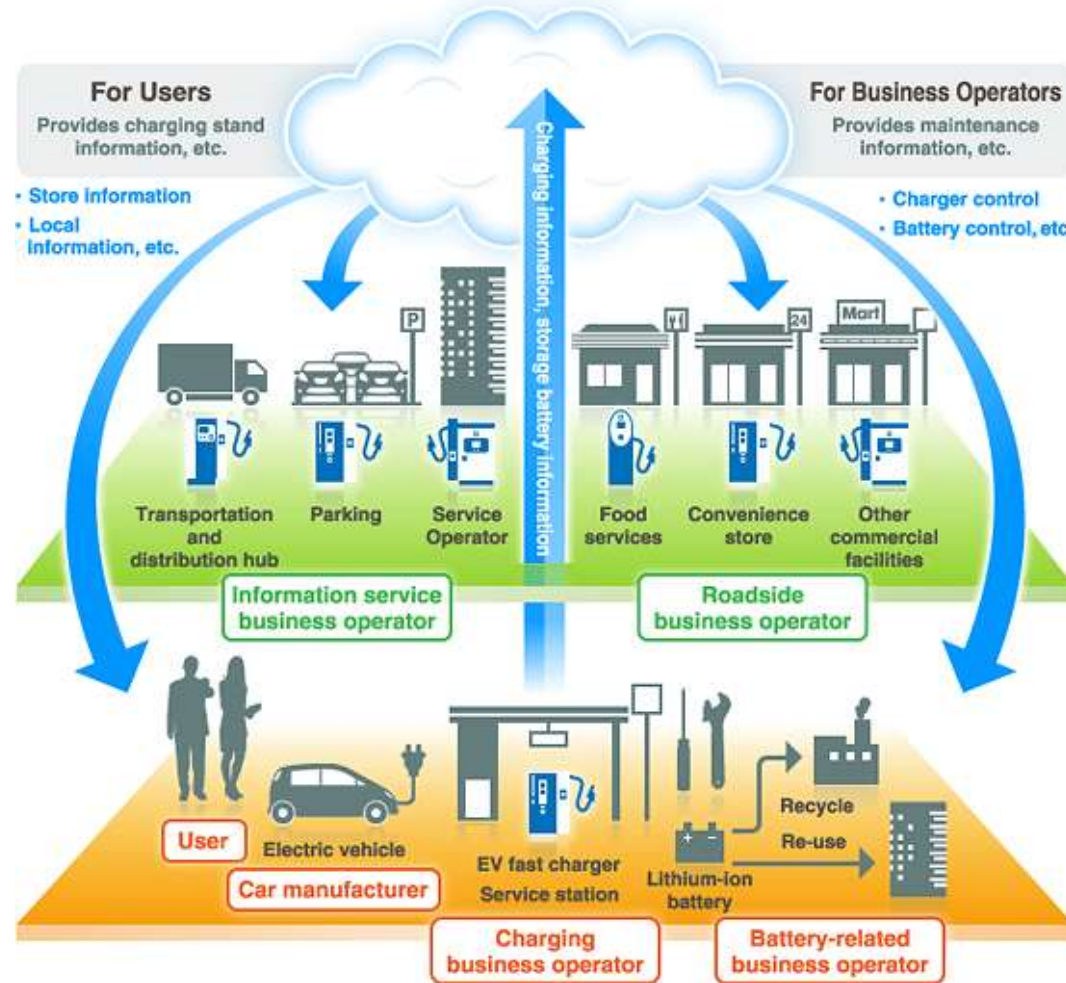 For Users
Provides charging stand
information, etc.
• Store information
• Local
Information, etc.
For Business Operators
Provides maintenance
information, etc.
• Charger control
• Battery control, etc
Charging information, storage battery information
P
24
Mart
Transportation
and
distribution hub
Parking
Service
Operator
Food
services
Convenience
store
Other
commercial
facilities
Information service
business operator
Roadside
business operator
User
Electric vehicle
Car manufacturer
EV fast charger
Service station
Charging
business operator
Recycle
Re-use
Lithium-ion
battery
Battery-related
business operator